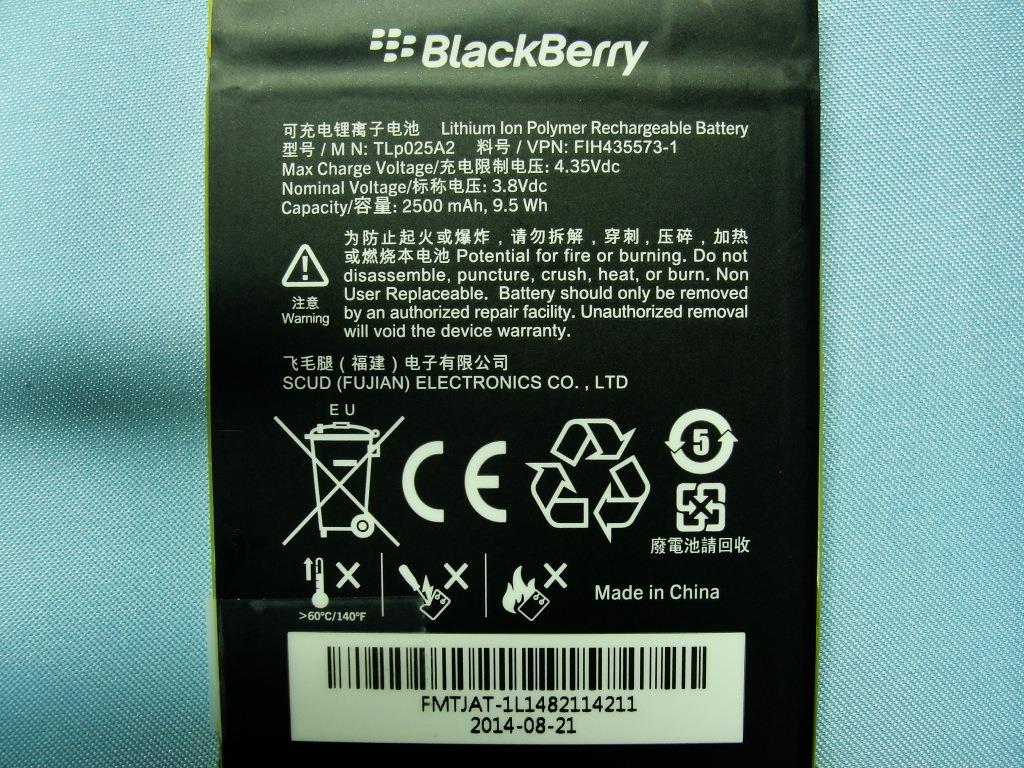 BlackBerry
可充电锂离子电池 Lithium Ion Polymer Rechargeable Battery
型号 / M N: TLp025A2 料号 / VPN: FIH435573-1
Max Charge Voltage/充电限制电压: 4.35Vdc
Nominal Voltage/标称电压: 3.8Vdc
Capacity/容量: 2500 mAh, 9.5 Wh
为防止起火或爆炸，请勿拆解，穿刺，压碎，加热
或燃烧本电池 Potential for fire or burning. Do not
disassemble, puncture, crush, heat, or burn. Non
User Replaceable. Battery should only be removed
by an authorized repair facility. Unauthorized removal
will void the device warranty.
注意
Warning
飞毛腿（福建）电子有限公司
SCUD (FUJIAN) ELECTRONICS CO. , LTD
E U
CE
5
廢電池請回收
>60°C/140°F
Made in China
FMTJAT-1L1482114211
2014-08-21